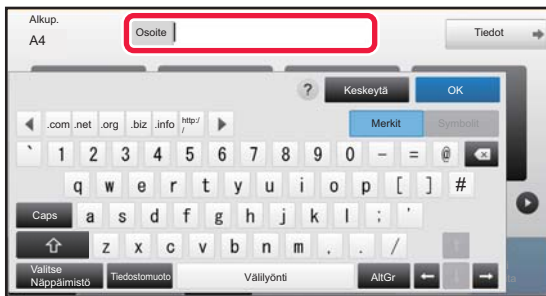 Alkup.
A4
Osoite
Tiedot
? Keskeytä OK
.com .net .org .biz .info http:/
/
Merkit Symbolit
` 1 2 3 4 5 6 7 8 9 0 - = @
q w e r t y u i o p [ ] #
Caps a s d f g h j k l ; '
z x c v b n m , . /
Valitse
Näppäimistö
Tiedostomuoto Välilyönti AltGr